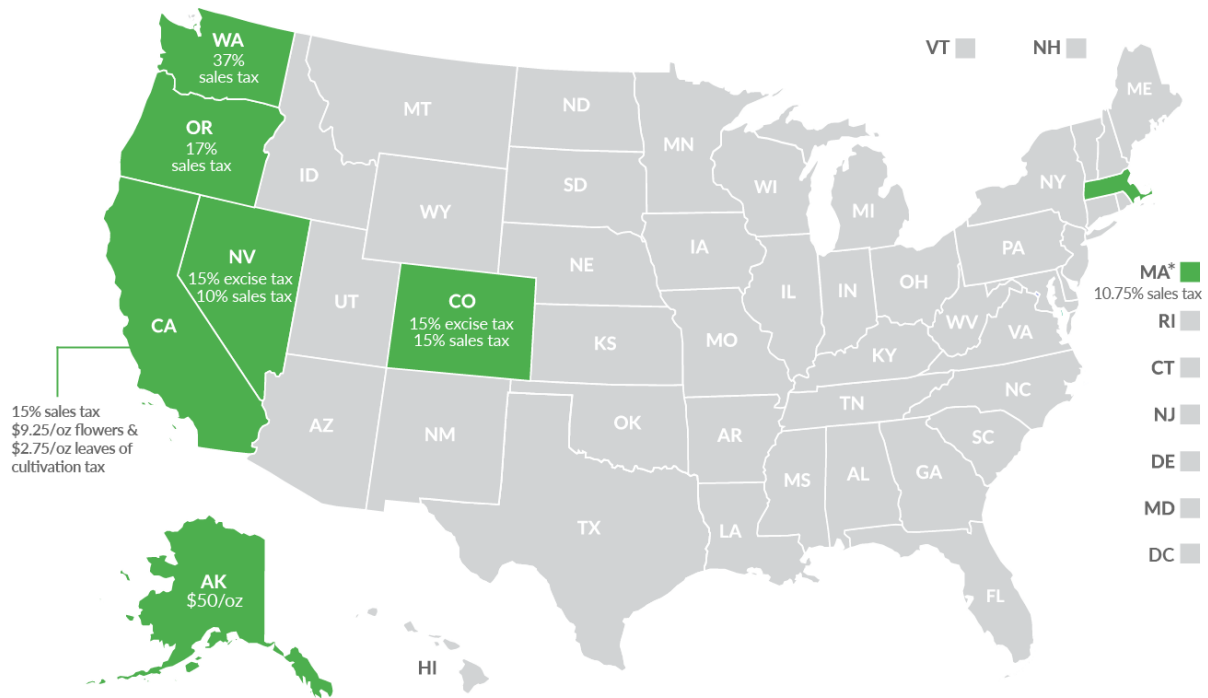 WA
37%
sales tax
VT
NH
MT
ND
ME
OR
17%
sales tax
MN
ID
SD
WI
NY
WY
MI
NV
15% excise tax
10% sales tax
IA
PA
NE
OH
MA*
10.75% sales tax
IL
IN
UT
CO
15% excise tax
15% sales tax
CA
WV
VA
RI
KS
MO
KY
CT
15% sales tax
$9.25/oz flowers &
$2.75/oz leaves of
cultivation tax
AZ
NM
OK
TN
NC
NJ
AR
SC
DE
MS
AL
GA
MD
TX
LA
DC
AK
$50/oz
FL
HI